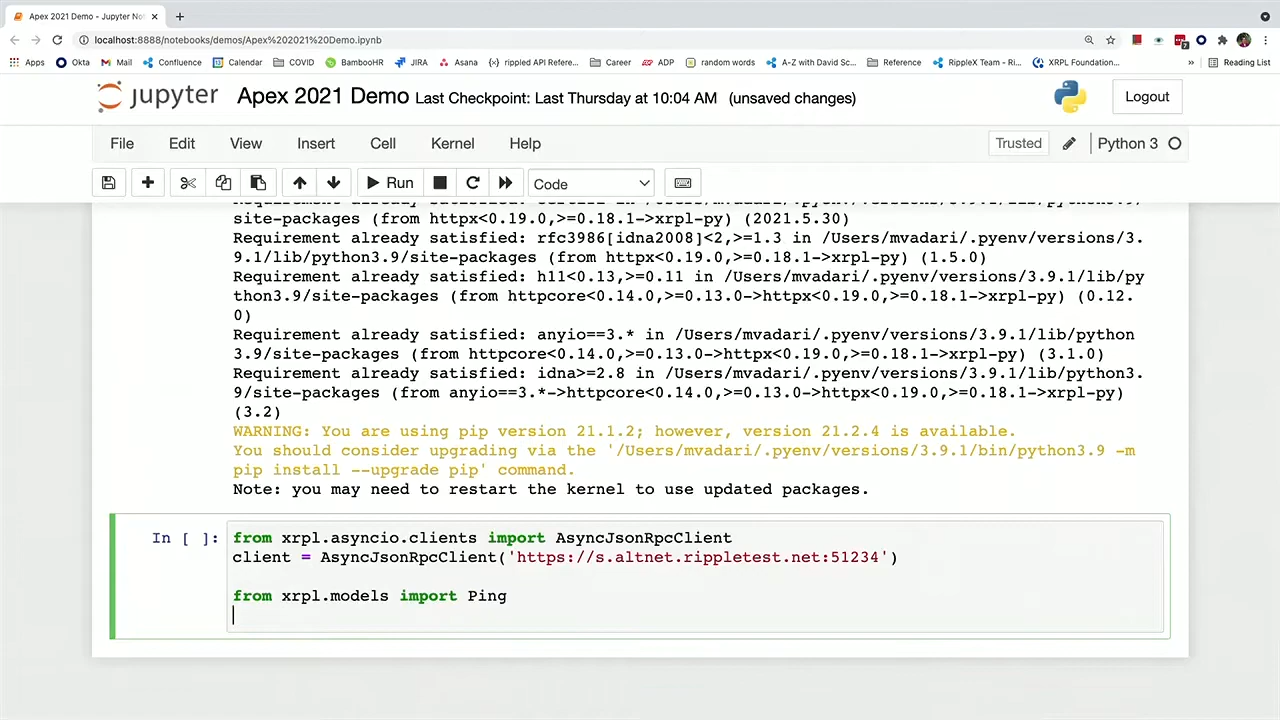 Apex 2021 Demo - Jupyter No
localhost:8888/notebooks/demos/Apex%202021%20Demo.ipynb
Apps Okta Mail Confluence Calendar COVID BambooHR JIRA Asana {n} rippled API Refere... Career ADP random words A-Z with David Sc... Reference RippleX Team - Ri... XRPL Foundation... » Reading List
jupyter Apex 2021 Demo Last Checkpoint: Last Thursday at 10:04 AM (unsaved changes) Logout
File Edit View Insert Cell Kernel Help Trusted Python 3
Run Code
site-packages (from httpx<0.19.0,>=0.18.1->xrpl-py) (2021.5.30)
Requirement already satisfied: rfc3986[idna2008]<2,>=1.3 in /Users/mvadari/.pyenv/versions/3.
9.1/lib/python3.9/site-packages (from httpx<0.19.0,>=0.18.1->xrpl-py) (1.5.0)
Requirement already satisfied: h11<0.13,>=0.11 in /Users/mvadari/.pyenv/versions/3.9.1/lib/py
thon3.9/site-packages (from httpcore<0.14.0,>=0.13.0->httpx<0.19.0,>=0.18.1->xrpl-py) (0.12.
0)
Requirement already satisfied: anyio==3.* in /Users/mvadari/.pyenv/versions/3.9.1/lib/python
3.9/site-packages (from httpcore<0.14.0,>=0.13.0->httpx<0.19.0,>=0.18.1->xrpl-py) (3.1.0)
Requirement already satisfied: idna>=2.8 in /Users/mvadari/.pyenv/versions/3.9.1/lib/python3.
9/site-packages (from anyio==3.*->httpcore<0.14.0,>=0.13.0->httpx<0.19.0,>=0.18.1->xrpl-py)
(3.2)
WARNING: You are using pip version 21.1.2; however, version 21.2.4 is available.
You should consider upgrading via the '/Users/mvadari/.pyenv/versions/3.9.1/bin/python3.9 -m
pip install --upgrade pip' command.
Note: you may need to restart the kernel to use updated packages.
In [ ]: from xrpl.asyncio.clients import AsyncJsonRpcClient
client = AsyncJsonRpcClient('https://s.altnet.rippletest.net:51234')
from xrpl.models import Ping